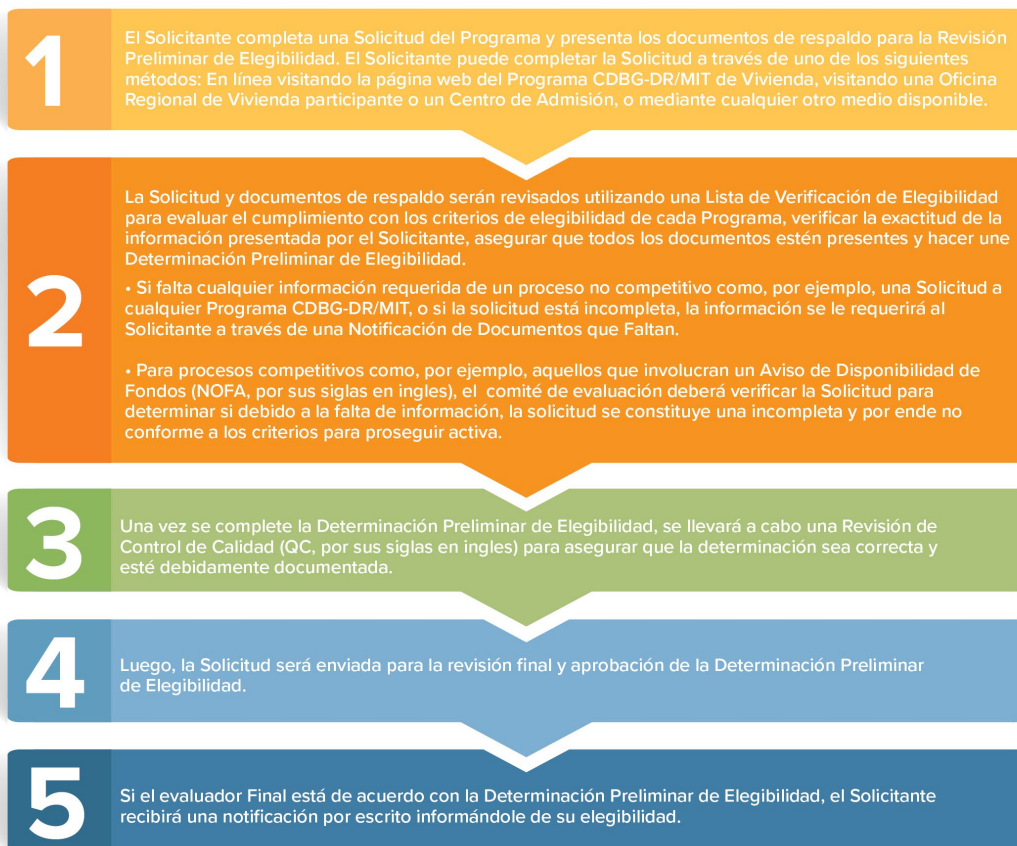 1
El Solicitante completa una Solicitud del Programa y presenta los documentos de respaldo para la Revisión
Preliminar de Elegibilidad. El Solicitante puede completar la Solicitud a través de uno de los siguientes
métodos: En línea visitando la página web del Programa CDBG-DR/MIT de Vivienda, visitando una Oficina
Regional de Vivienda participante o un Centro de Admisión, o mediante cualquier otro medio disponible.
2
La Solicitud y documentos de respaldo serán revisados utilizando una Lista de Verificación de Elegibilidad
para evaluar el cumplimiento con los criterios de elegibilidad de cada Programa, verificar la exactitud de la
información presentada por el Solicitante, asegurar que todos los documentos estén presentes y hacer une
Determinación Preliminar de Elegibilidad.
• Si falta cualquier información requerida de un proceso no competitivo como, por ejemplo, una Solicitud a
cualquier Programa CDBG-DR/MIT, o si la solicitud está incompleta, la información se le requerirá al
Solicitante a través de una Notificación de Documentos que Faltan.
• Para procesos competitivos como, por ejemplo, aquellos que involucran un Aviso de Disponibilidad de
Fondos (NOFA, por sus siglas en ingles), el comité de evaluación deberá verificar la Solicitud para
determinar si debido a la falta de información, la solicitud se constituye una incompleta y por ende no
conforme a los criterios para proseguir activa.
3
Una vez se complete la Determinación Preliminar de Elegibilidad, se llevará a cabo una Revisión de
Control de Calidad (QC, por sus siglas en ingles) para asegurar que la determinación sea correcta y
esté debidamente documentada.
4
Luego, la Solicitud será enviada para la revisión final y aprobación de la Determinación Preliminar
de Elegibilidad.
5
Si el evaluador Final está de acuerdo con la Determinación Preliminar de Elegibilidad, el Solicitante
recibirá una notificación por escrito informándole de su elegibilidad.